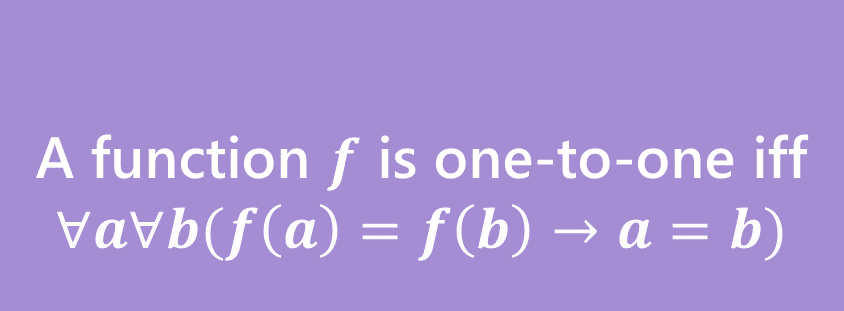 A function 𝒇 is one-to-one iff
∀𝒂∀𝒃(𝒇(𝒂) = 𝒇(𝒃) → 𝒂 = 𝒃)